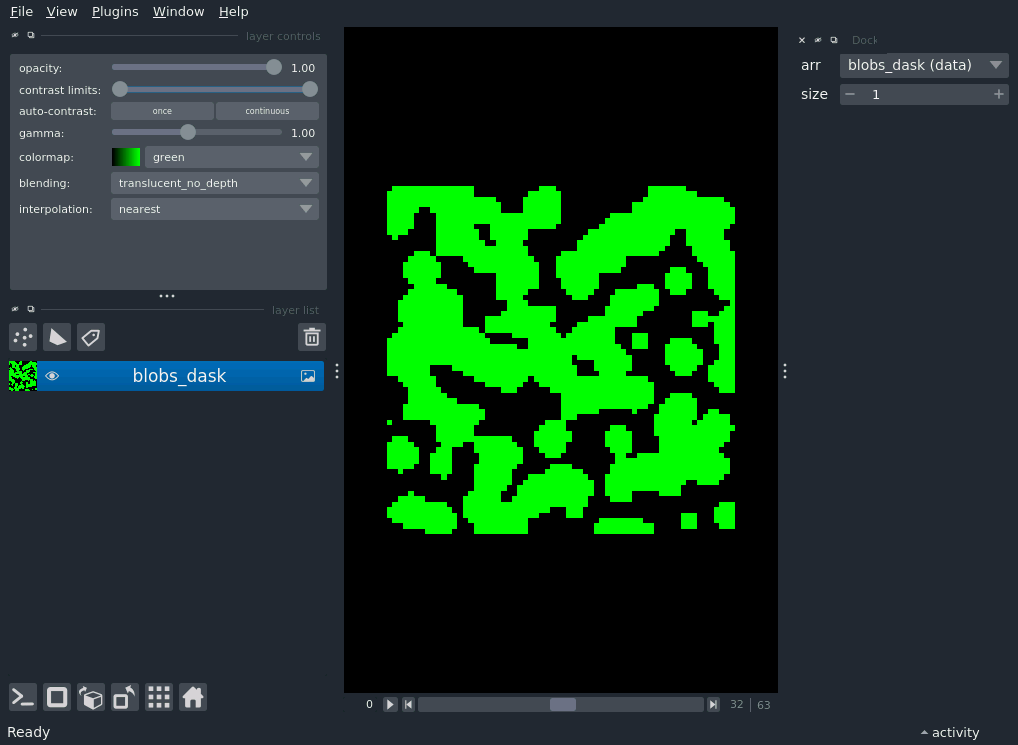 File View Plugins Window Help
layer controls
opacity: 1.00
contrast limits:
auto-contrast: once continuous
gamma: 1.00
colormap: green
blending: translucent_no_depth
interpolation: nearest
layer list
blobs_dask
Dock
arr blobs_dask (data)
size 1
0 32 63
Ready
activity